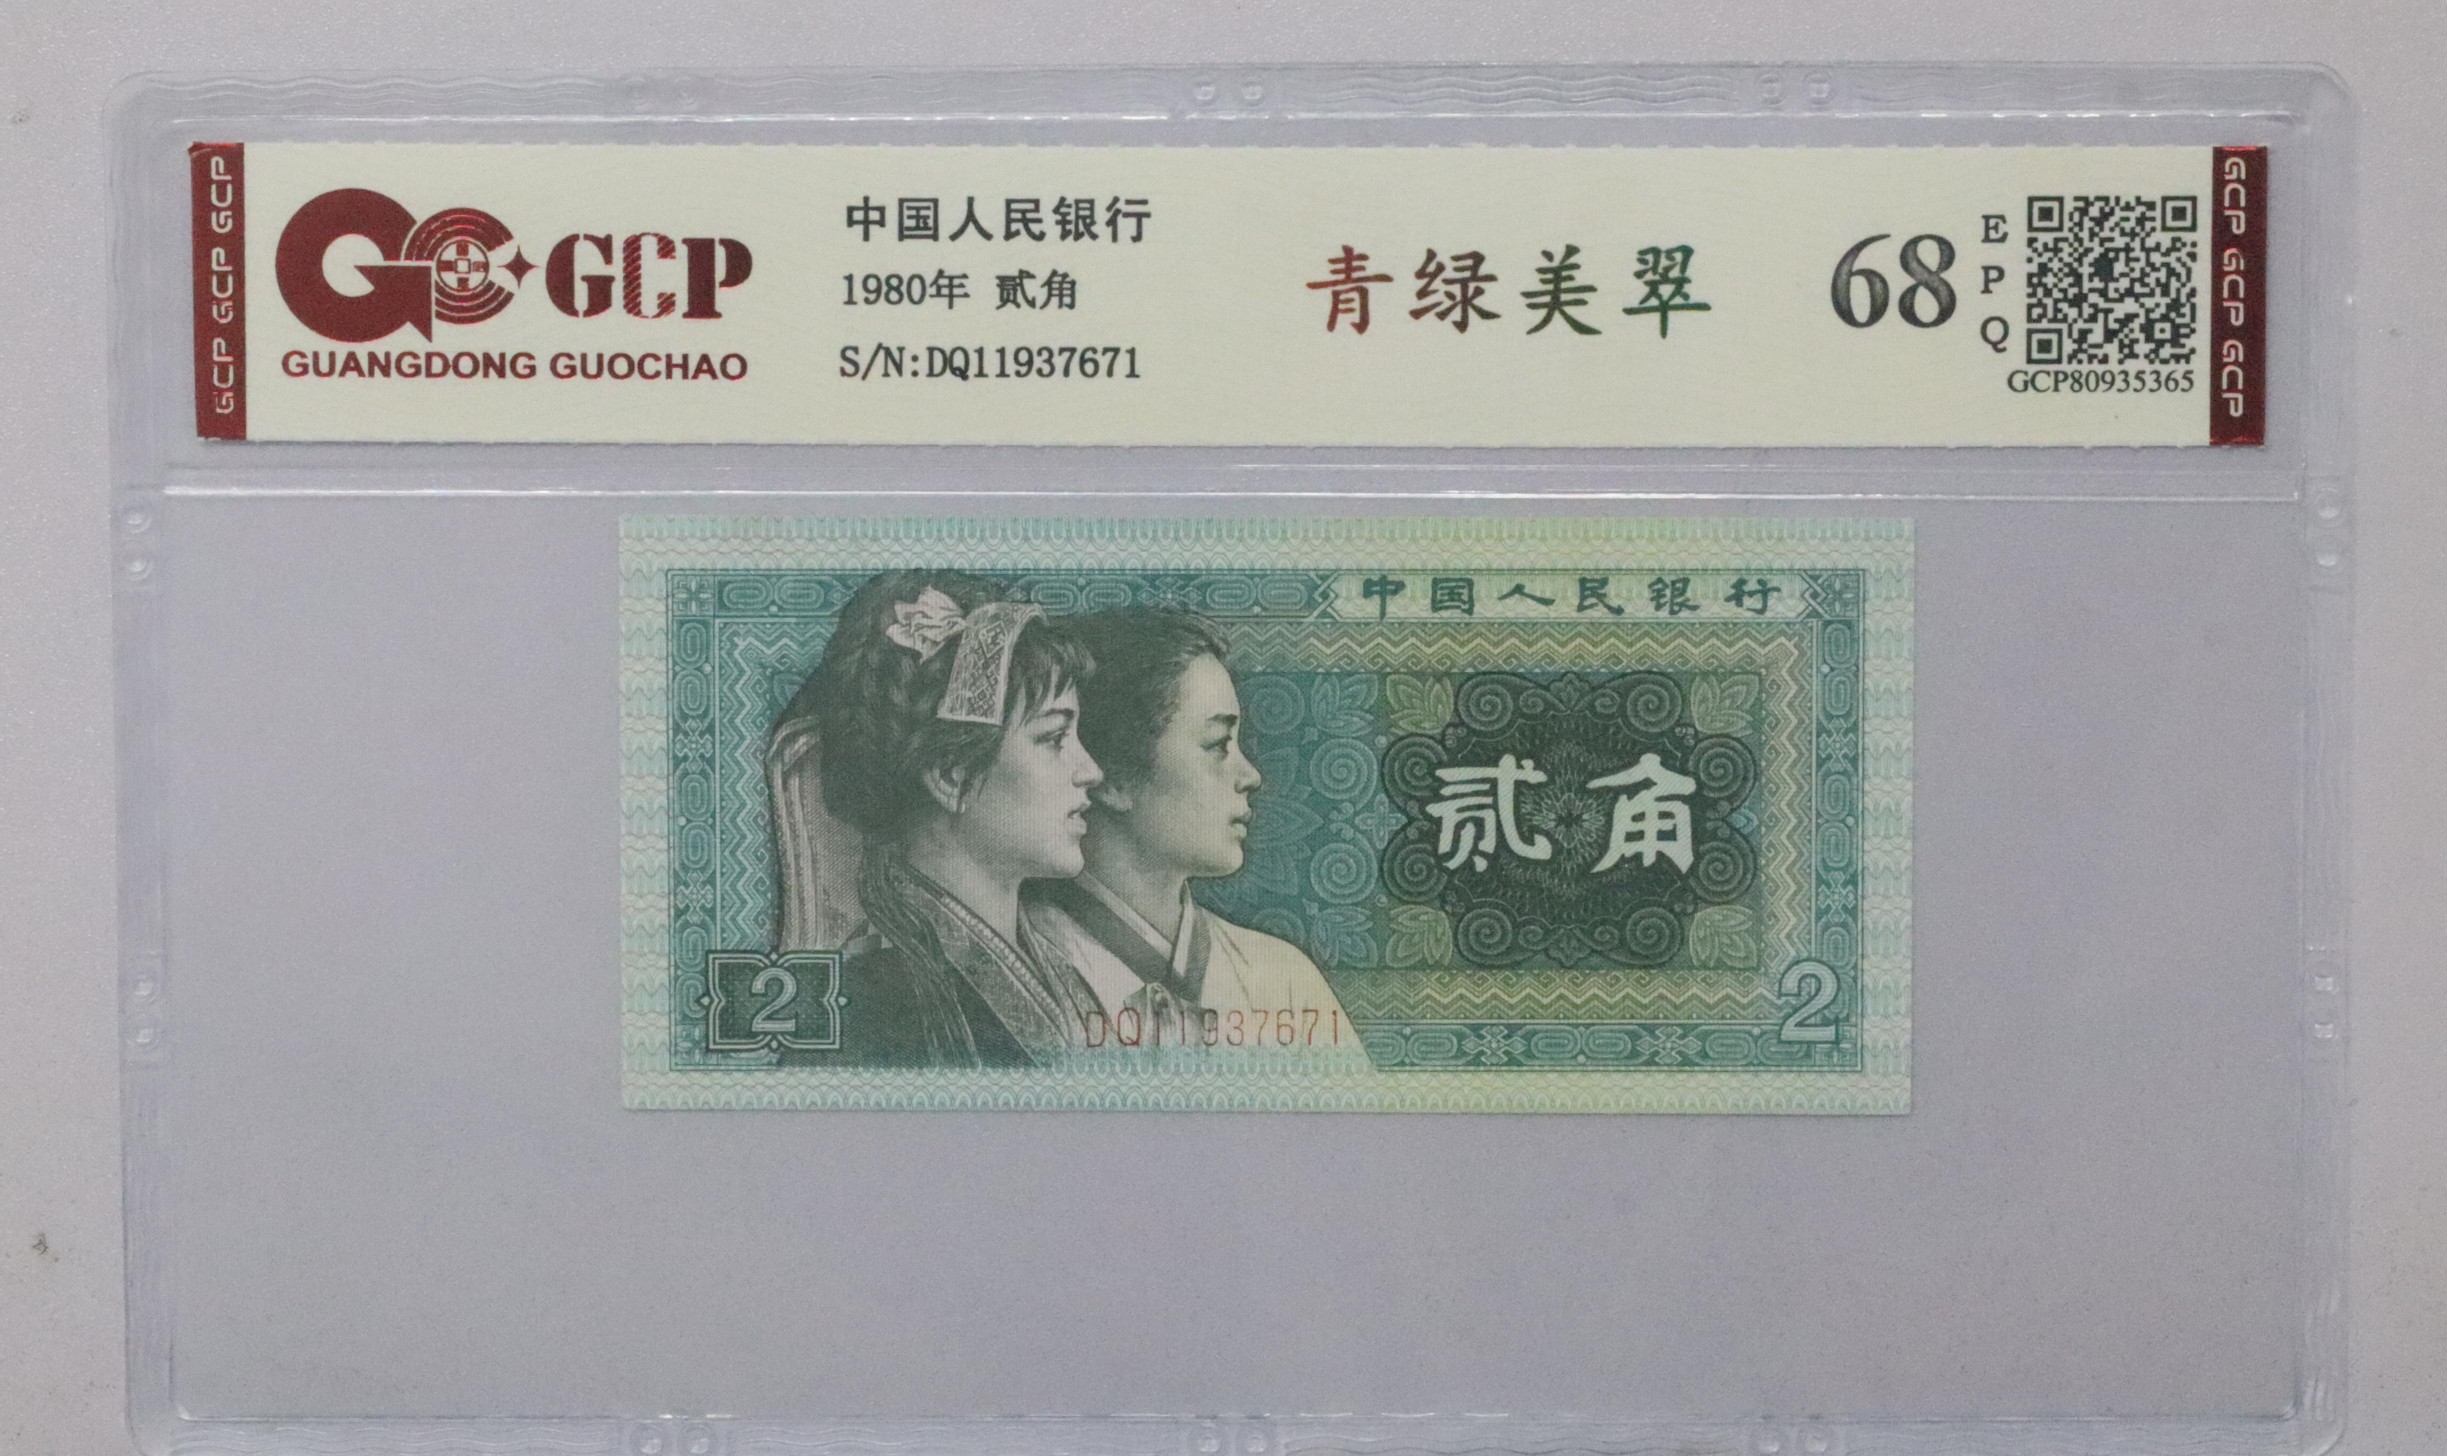 GCP GCP GCP
GCP
GUANGDONG GUOCHAO
中国人民银行
1980年 贰角
S/N:DQ11937671
青绿美翠
68
E
P
Q
GCP80935365
GCP GCP GCP
中国人民银行
贰角
2
DQ11937671
2